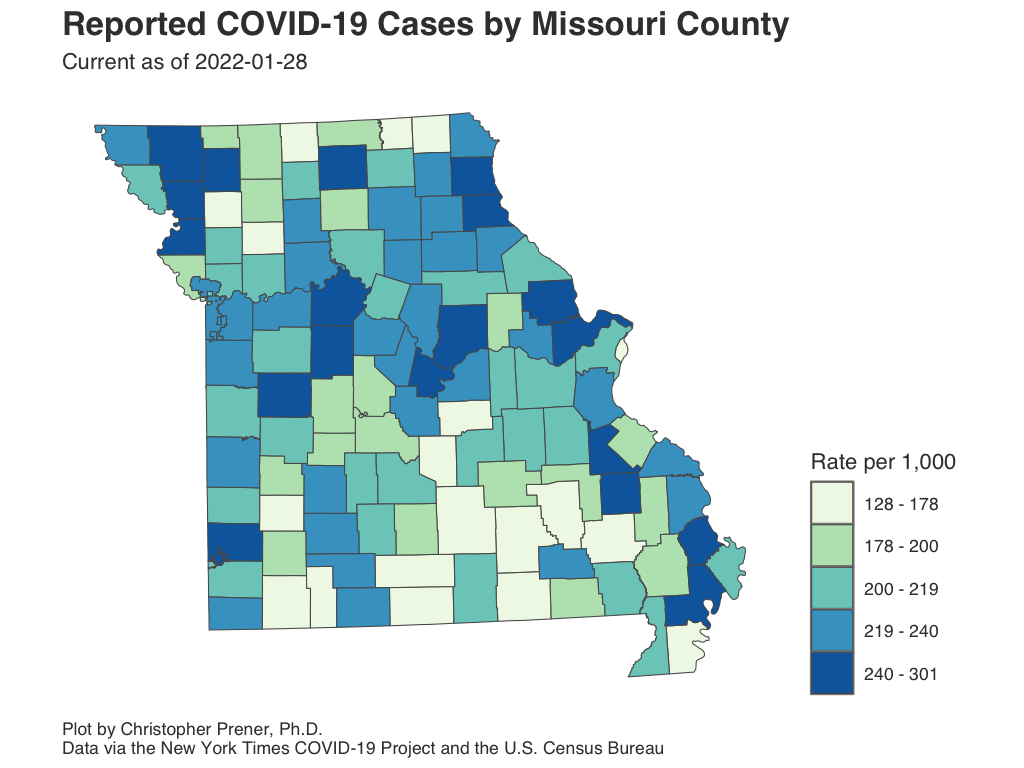 Reported COVID-19 Cases by Missouri County
Current as of 2022-01-28
Rate per 1,000
128 - 178
178 - 200
200 - 219
219 - 240
240 - 301
Plot by Christopher Prener, Ph.D.
Data via the New York Times COVID-19 Project and the U.S. Census Bureau